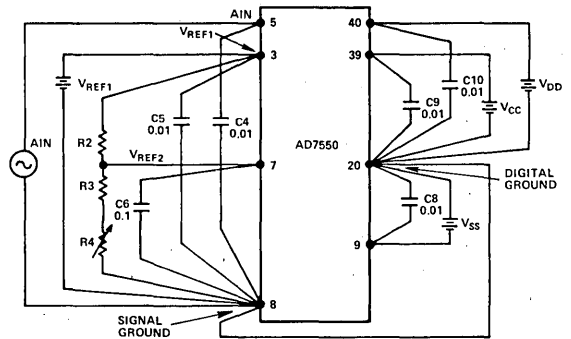 AIN
VREF1
5
40
3
39
VREF1
C10
0.01
VDD
C5
0.01
C4
0.01
C9
0.01
VCC
AD7550
AIN
R2
VREF2
7
20
DIGITAL
GROUND
R3
C6
0.1
C8
0.01
R4
VSS
9
8
SIGNAL
GROUND